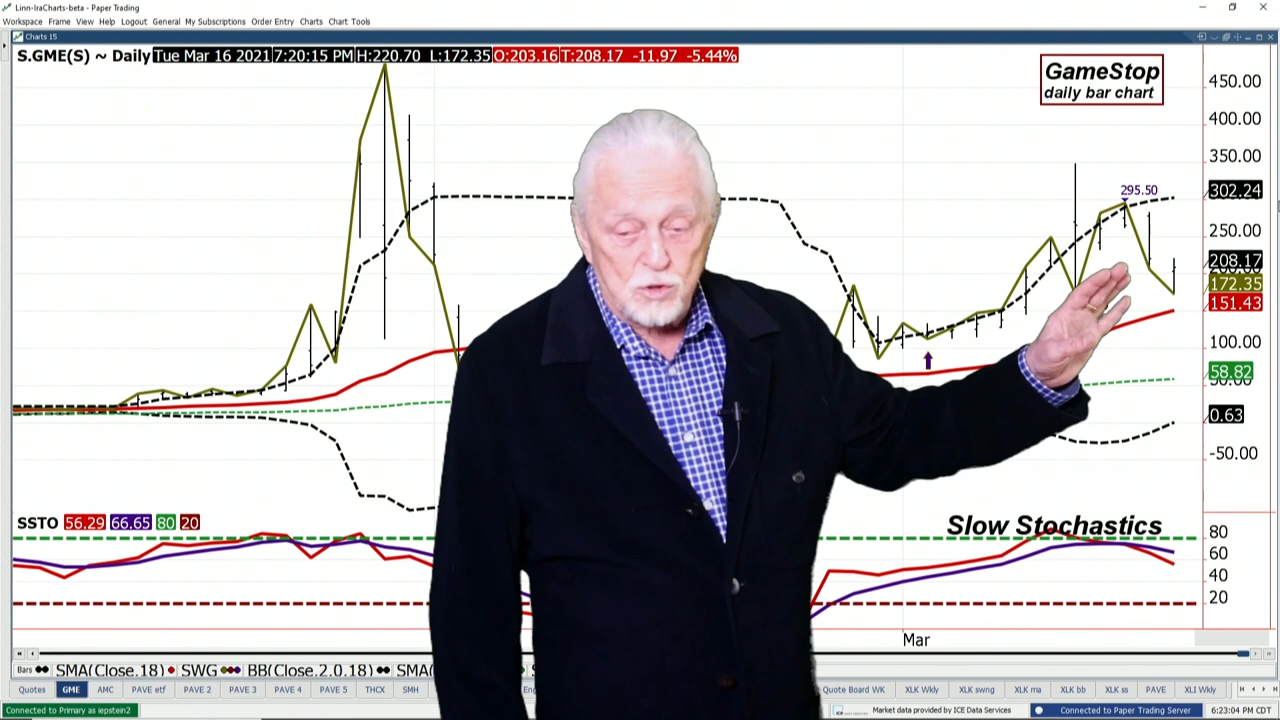 Linn-IraCharts-beta - Paper Trading
Workspace Frame View Help Logout General My Subscriptions Order Entry Charts Chart Tools
Charts 15
S.GME(S) ~ Daily Tue Mar 16 2021 7:20:15 PM H:220.70 L:172.35 O:203.16 T:208.17 -11.97 -5.44%
GameStop
daily bar chart
450.00
400.00
350.00
295.50
302.24
250.00
208.17
172.35
151.43
100.00
58.82
0.63
-50.00
SSTO 56.29 66.65 80 20
Slow Stochastics
80
60
40
20
Mar
Bars SMA(Close,18) SWG BB(Close,2.0,18) SMA(
Quotes GME AMC PAVE etf PAVE 2 PAVE 3 PAVE 4 PAVE 5 THCX SMH Quote Board WK XLK Wkly XLK swng XLK ma XLK bb XLK ss PAVE XLI Wkly
Connected to Primary as iepstein2 Market data provided by ICE Data Services Connected to Paper Trading Server 6:23:04 PM CDT